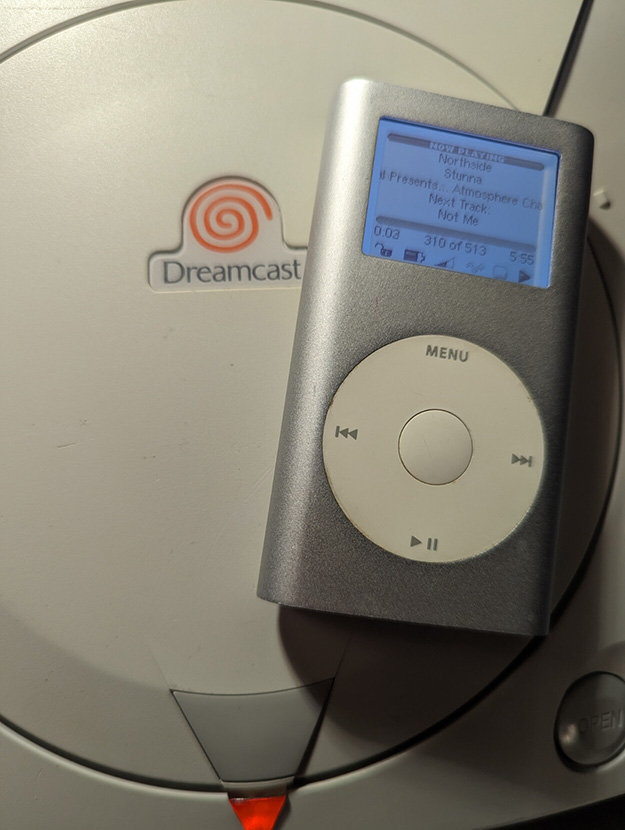 Dreamcast
NOW PLAYING
Northside
Stunna
al Presents:.. Atmosphere Cha
Next Track:
Not Me
0:03 310 of 513 5:55
MENU
OPEN